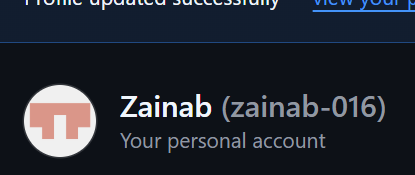 Profile updated successfully view your p
Zainab (zainab-016)
Your personal account